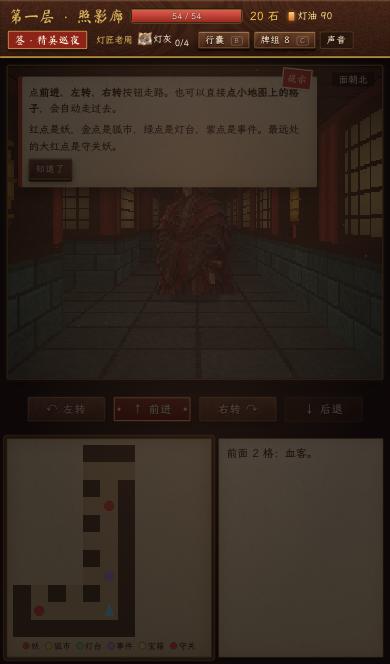 第一层 · 照影廊 54 / 54 20 石 灯油 90
签 · 精英巡夜 灯匠老周 灯灰 0/4 行囊 B 牌组 8 C 声音
提示 面朝北
点前进、左转、右转按钮走路。也可以直接点小地图上的格
子，会自动走过去。
红点是妖，金点是狐市，绿点是灯台，紫点是事件。最远处
的大红点是守关妖。
知道了
↶ 左转 ↑ 前进 右转 ↷ ↓ 后退
前面 2 格：血客。
妖 狐市 灯台 事件 宝箱 守关